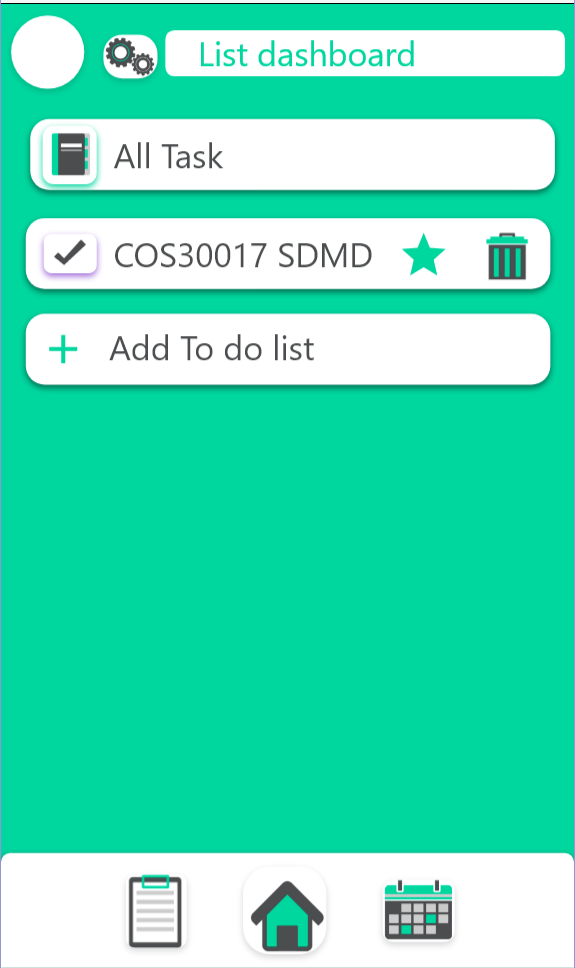 List dashboard
All Task
COS30017 SDMD
Add To do list